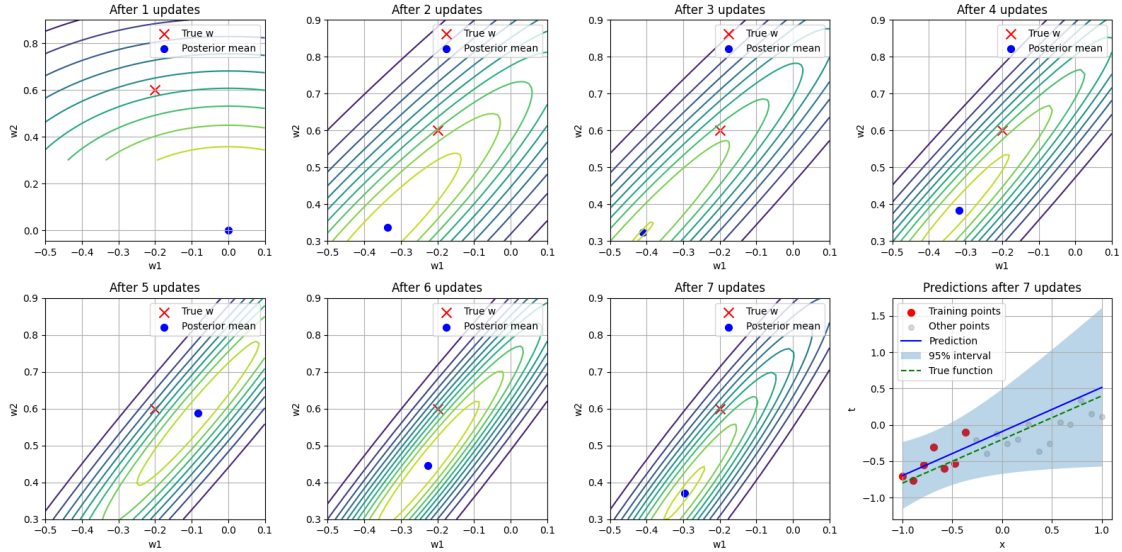 After 1 updates
True w
Posterior mean
w2
0.8
0.6
0.4
0.2
0.0
−0.5 −0.4 −0.3 −0.2 −0.1 0.0 0.1
w1
After 2 updates
True w
Posterior mean
w2
0.9
0.8
0.7
0.6
0.5
0.4
0.3
−0.5 −0.4 −0.3 −0.2 −0.1 0.0 0.1
w1
After 3 updates
True w
Posterior mean
w2
0.9
0.8
0.7
0.6
0.5
0.4
0.3
−0.5 −0.4 −0.3 −0.2 −0.1 0.0 0.1
w1
After 4 updates
True w
Posterior mean
w2
0.9
0.8
0.7
0.6
0.5
0.4
0.3
−0.5 −0.4 −0.3 −0.2 −0.1 0.0 0.1
w1
After 5 updates
True w
Posterior mean
w2
0.9
0.8
0.7
0.6
0.5
0.4
0.3
−0.5 −0.4 −0.3 −0.2 −0.1 0.0 0.1
w1
After 6 updates
True w
Posterior mean
w2
0.9
0.8
0.7
0.6
0.5
0.4
0.3
−0.5 −0.4 −0.3 −0.2 −0.1 0.0 0.1
w1
After 7 updates
True w
Posterior mean
w2
0.9
0.8
0.7
0.6
0.5
0.4
0.3
−0.5 −0.4 −0.3 −0.2 −0.1 0.0 0.1
w1
Predictions after 7 updates
Training points
Other points
Prediction
95% interval
True function
t
1.5
1.0
0.5
0.0
−0.5
−1.0
−1.0 −0.5 0.0 0.5 1.0
x